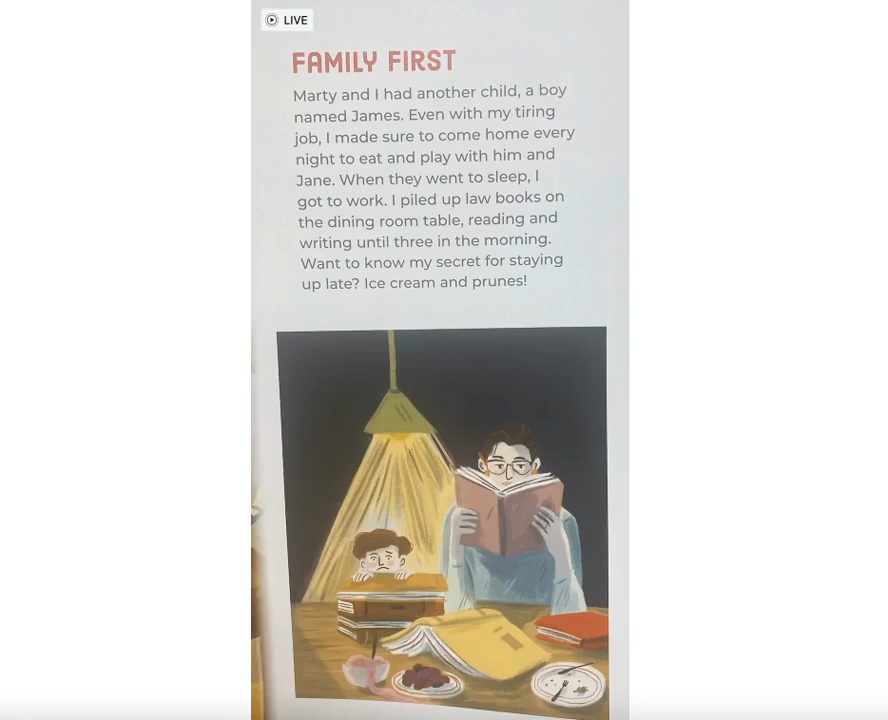 LIVE
FAMILY FIRST
Marty and I had another child, a boy
named James. Even with my tiring
job, I made sure to come home every
night to eat and play with him and
Jane. When they went to sleep, I
got to work. I piled up law books on
the dining room table, reading and
writing until three in the morning.
Want to know my secret for staying
up late? Ice cream and prunes!